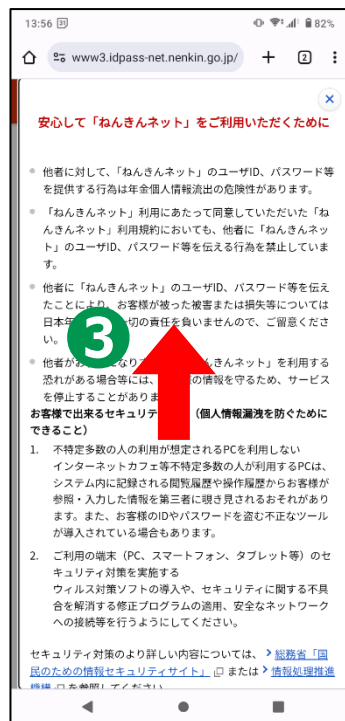 13:56 31 82%
www3.idpass-net.nenkin.go.jp/ 2
安心して「ねんきんネット」をご利用いただくために
他者に対して、「ねんきんネット」のユーザID、パスワード等
を提供する行為は年金個人情報流出の危険性があります。
「ねんきんネット」利用にあたって同意していただいた「ね
んきんネット」利用規約においても、他者に「ねんきんネッ
ト」のユーザID、パスワード等を伝える行為を禁止していま
す。
他者に「ねんきんネット」のユーザID、パスワード等を伝え
たことにより、お客様が被った被害または損失等については
日本年 切の責任を負いませんので、ご留意くださ
い。
3
他者がお なり きんネット」を利用する
恐れがある場合等には、 の情報を守るため、サービス
を停止することがあり
お客様で出来るセキュリテ （個人情報漏洩を防ぐために
できること）
1. 不特定多数の人の利用が想定されるPCを利用しない
インターネットカフェ等不特定多数の人が利用するPCは、
システム内に記録される閲覧履歴や操作履歴からお客様が
参照・入力した情報を第三者に覗き見されるおそれがあり
ます。また、お客様のIDやパスワードを盗む不正なツール
が導入されている場合もあります。
2. ご利用の端末（PC、スマートフォン、タブレット等）のセ
キュリティ対策を実施する
ウィルス対策ソフトの導入や、セキュリティに関する不具
合を解消する修正プログラムの適用、安全なネットワーク
への接続等を行うようにしてください。
セキュリティ対策のより詳しい内容については、 総務省「国
民のための情報セキュリティサイト」 または 情報処理推進
機構 を参照してください